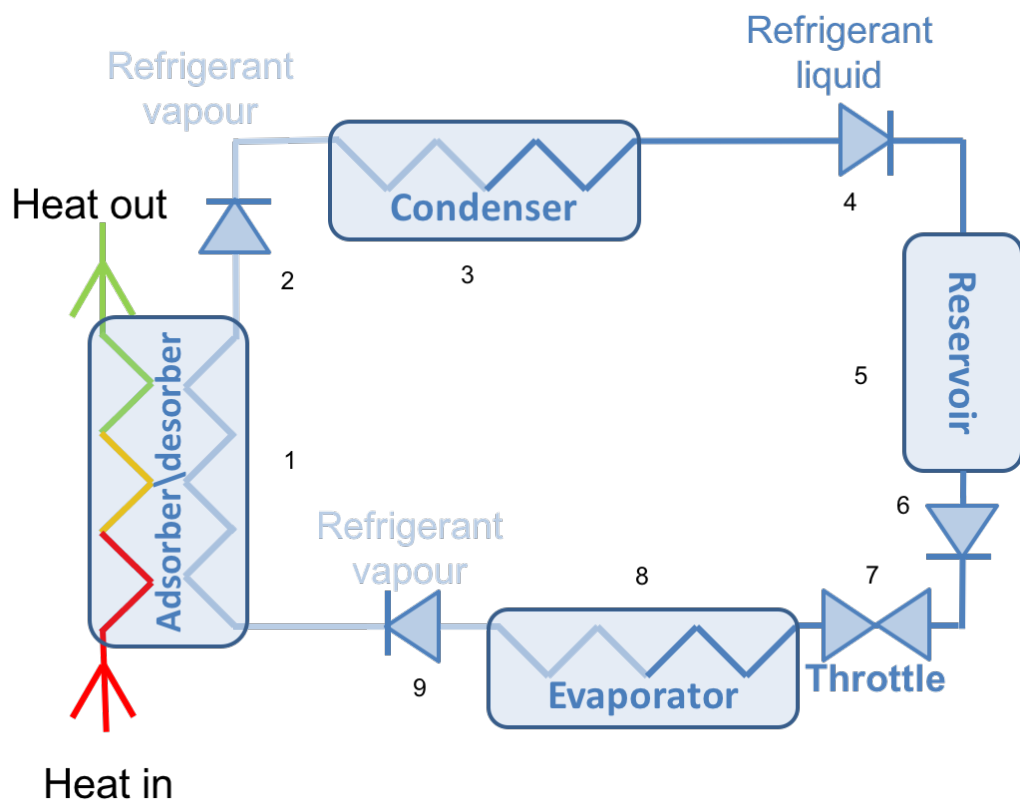 Refrigerant
liquid
Refrigerant
vapour
Heat out
Condenser
4
2
3
Reservoir
5
Adsorber\desorber
1
6
Refrigerant
vapour
8
7
Throttle
Evaporator
9
Heat in